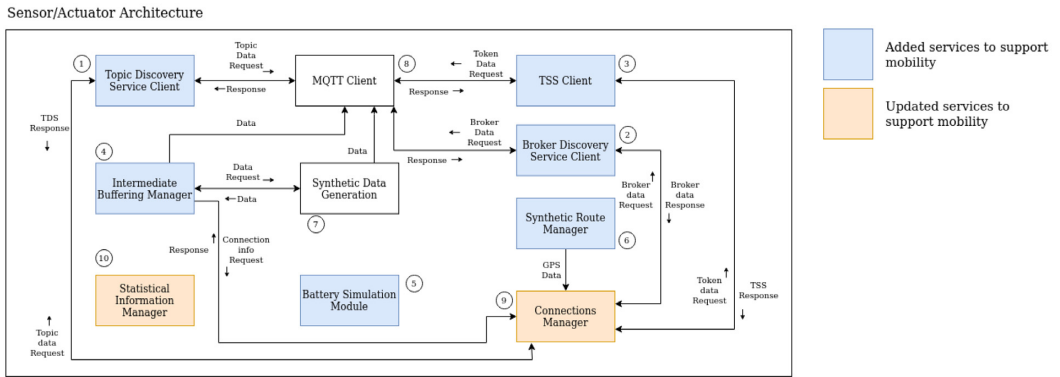 Sensor/Actuator Architecture
1
Topic Discovery
Service Client
Topic
Data
Request
Response
MQTT Client
8
Token
Data
Request
Response
TSS Client
3
Added services to support
mobility
Updated services to
support mobility
TDS
Response
Data
Data
Broker
Data
Request
Response
Broker Discovery
Service Client
2
4
Intermediate
Buffering Manager
Data
Request
Data
Synthetic Data
Generation
7
Broker
data
Request
Broker
data
Response
Synthetic Route
Manager
6
Response
Connection
info
Request
GPS
Data
10
Statistical
Information
Manager
Battery Simulation
Module
5
9
Connections
Manager
Token
data
Request
TSS
Response
Topic
data
Request